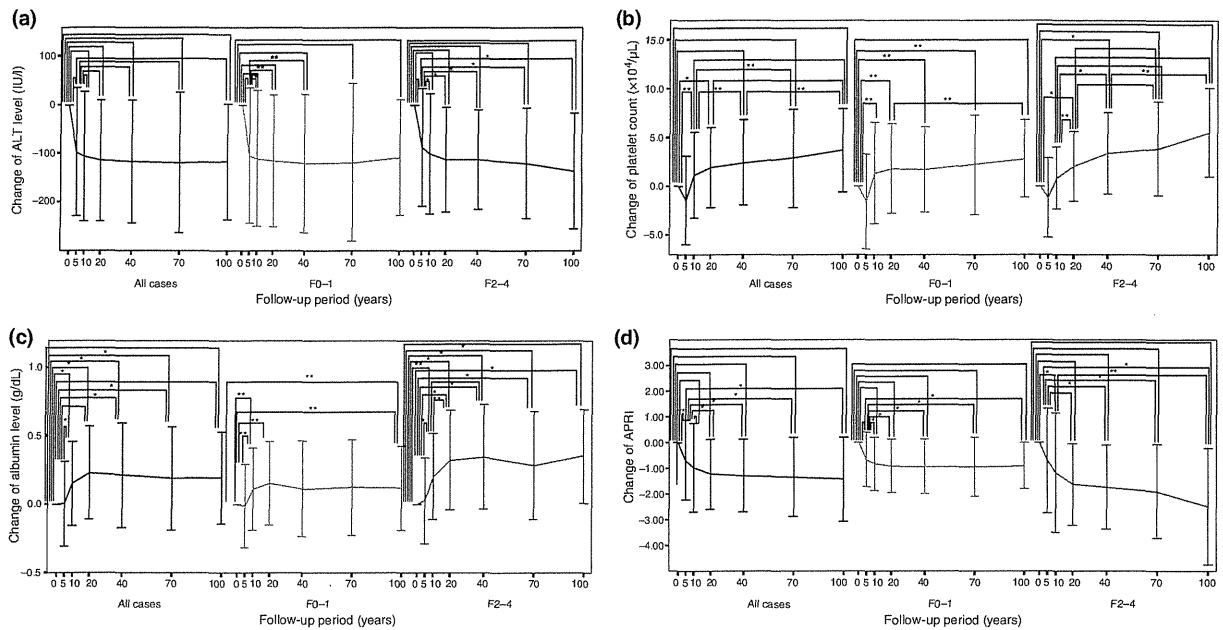 (a)
Change of ALT level (IU/l)
100
0
−100
−200
0 5 10 20 40 70 100
0 5 10 20 40 70 100
0 5 10 20 40 70 100
All cases F0–1 F2–4
Follow-up period (years)
(b)
Change of platelet count (×10⁴/μL)
15.0
10.0
5.0
0.0
−5.0
0 5 10 20 40 70 100
0 5 10 20 40 70 100
0 5 10 20 40 70 100
All cases F0–1 F2–4
Follow-up period (years)
(c)
Change of albumin level (g/dL)
1.0
0.5
0.0
−0.5
0 5 10 20 40 70 100
0 5 10 20 40 70 100
0 5 10 20 40 70 100
All cases F0–1 F2–4
Follow-up period (years)
(d)
Change of APRI
3.00
2.00
1.00
0.00
−1.00
−2.00
−3.00
−4.00
−5.00
0 5 10 20 40 70 100
0 5 10 20 40 70 100
0 5 10 20 40 70 100
All cases F0–1 F2–4
Follow-up period (years)